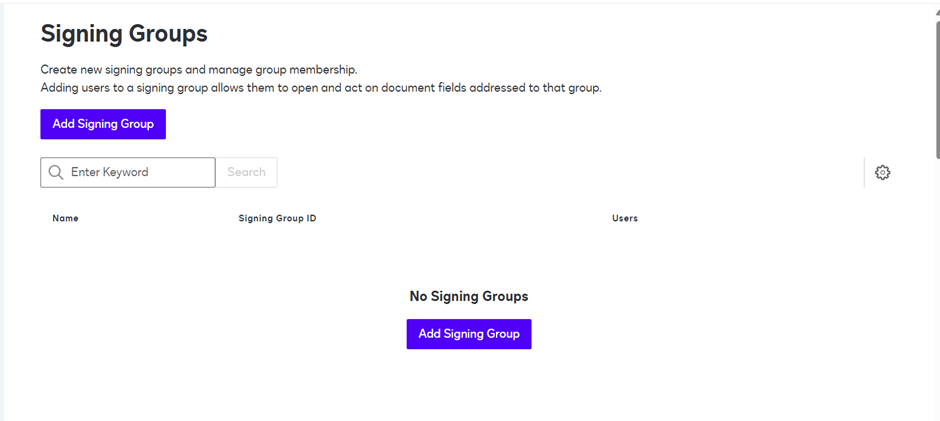 Signing Groups
Create new signing groups and manage group membership.
Adding users to a signing group allows them to open and act on document fields addressed to that group.
Add Signing Group
Enter Keyword
Search
Name
Signing Group ID
Users
No Signing Groups
Add Signing Group